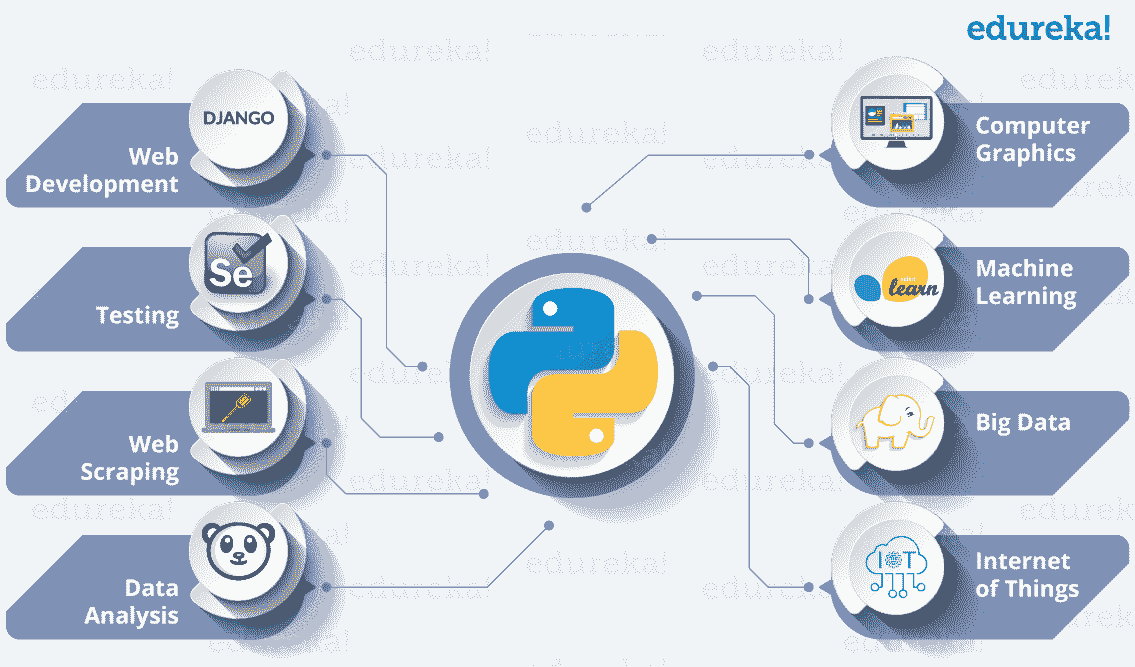 edureka!
DJANGO
Web
Development
Se
Testing
Web
Scraping
Data
Analysis
Computer
Graphics
learn
Machine
Learning
Big Data
IOT
Internet
of Things